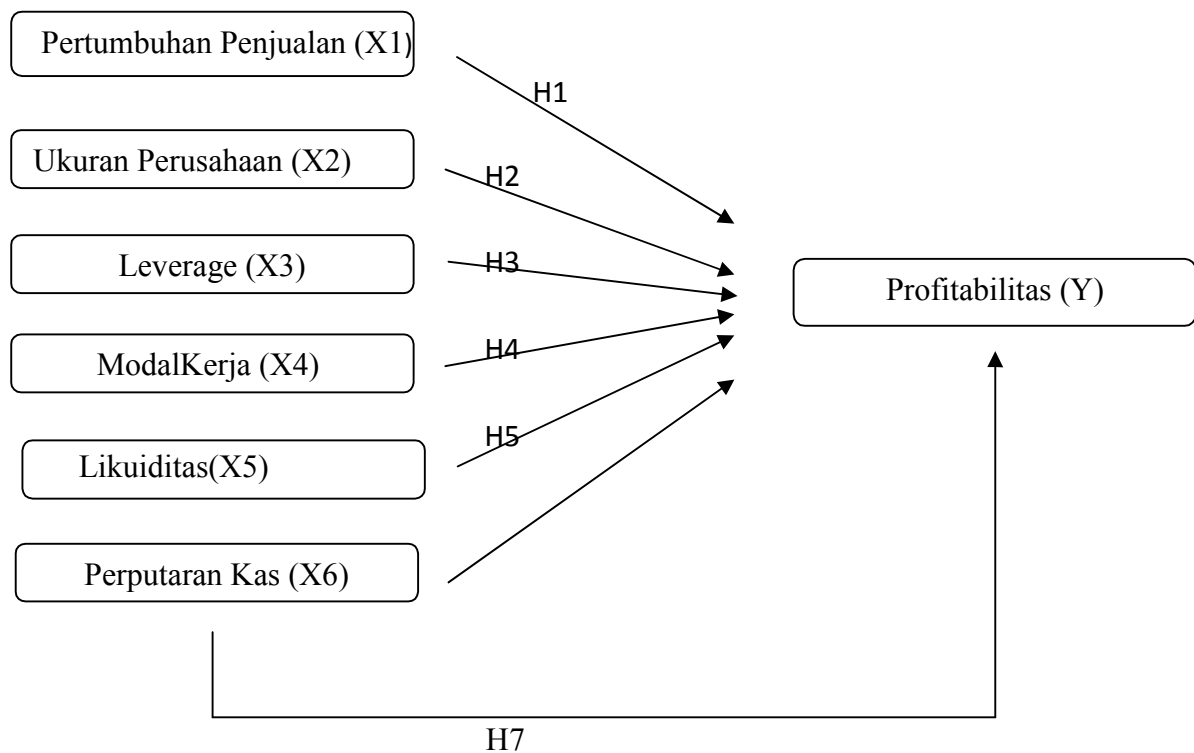 Pertumbuhan Penjualan (X1)
H1
Ukuran Perusahaan (X2)
H2
Leverage (X3)
H3
Profitabilitas (Y)
ModalKerja (X4)
H4
Likuiditas(X5)
H5
Perputaran Kas (X6)
H7